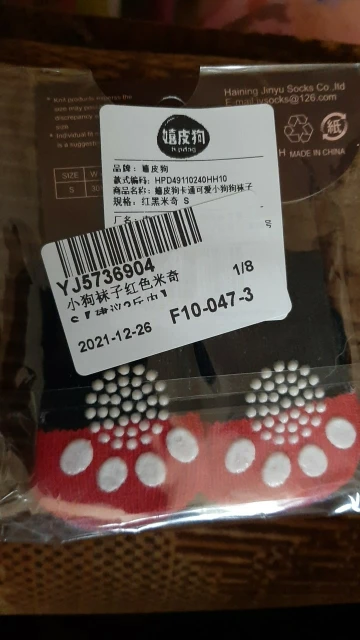 Haining Jinyu Socks Co.,ltd
E-mail:jysocks@126.com
MADE IN CHINA
SIZE W
S
嬉皮狗
品牌：嬉皮狗
款式编码：HPD49110240HH10
商品名称：嬉皮狗卡通可爱小狗狗袜子
规格：红黑米奇 S
厂名：
号
YJ5736904
小狗袜子红色米奇
1/8
2021-12-26
F10-047-3